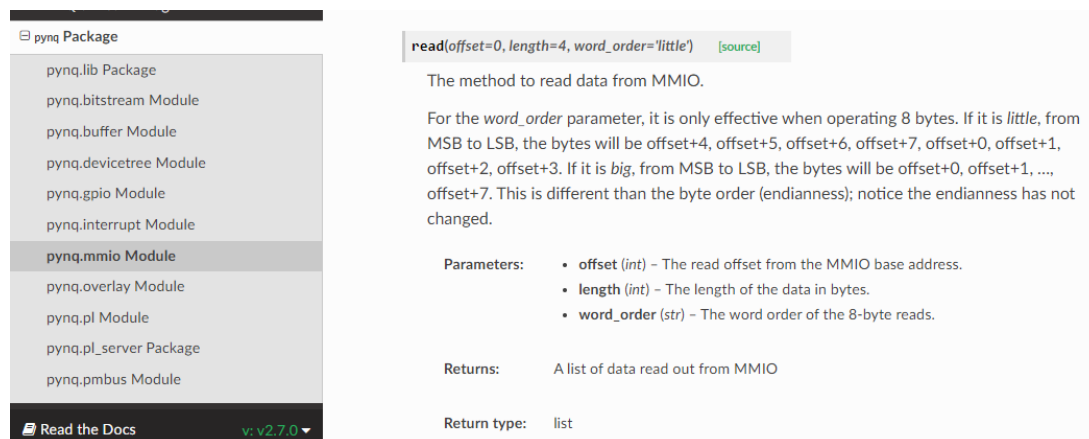 pynq Package
pynq.lib Package
pynq.bitstream Module
pynq.buffer Module
pynq.devicetree Module
pynq.gpio Module
pynq.interrupt Module
pynq.mmio Module
pynq.overlay Module
pynq.pl Module
pynq.pl_server Package
pynq.pmbus Module
Read the Docs
v: v2.7.0
read(offset=0, length=4, word_order='little') [source]
The method to read data from MMIO.
For the word_order parameter, it is only effective when operating 8 bytes. If it is little, from
MSB to LSB, the bytes will be offset+4, offset+5, offset+6, offset+7, offset+0, offset+1,
offset+2, offset+3. If it is big, from MSB to LSB, the bytes will be offset+0, offset+1, …,
offset+7. This is different than the byte order (endianness); notice the endianness has not
changed.
Parameters:
• offset (int) – The read offset from the MMIO base address.
• length (int) – The length of the data in bytes.
• word_order (str) – The word order of the 8-byte reads.
Returns: A list of data read out from MMIO
Return type: list